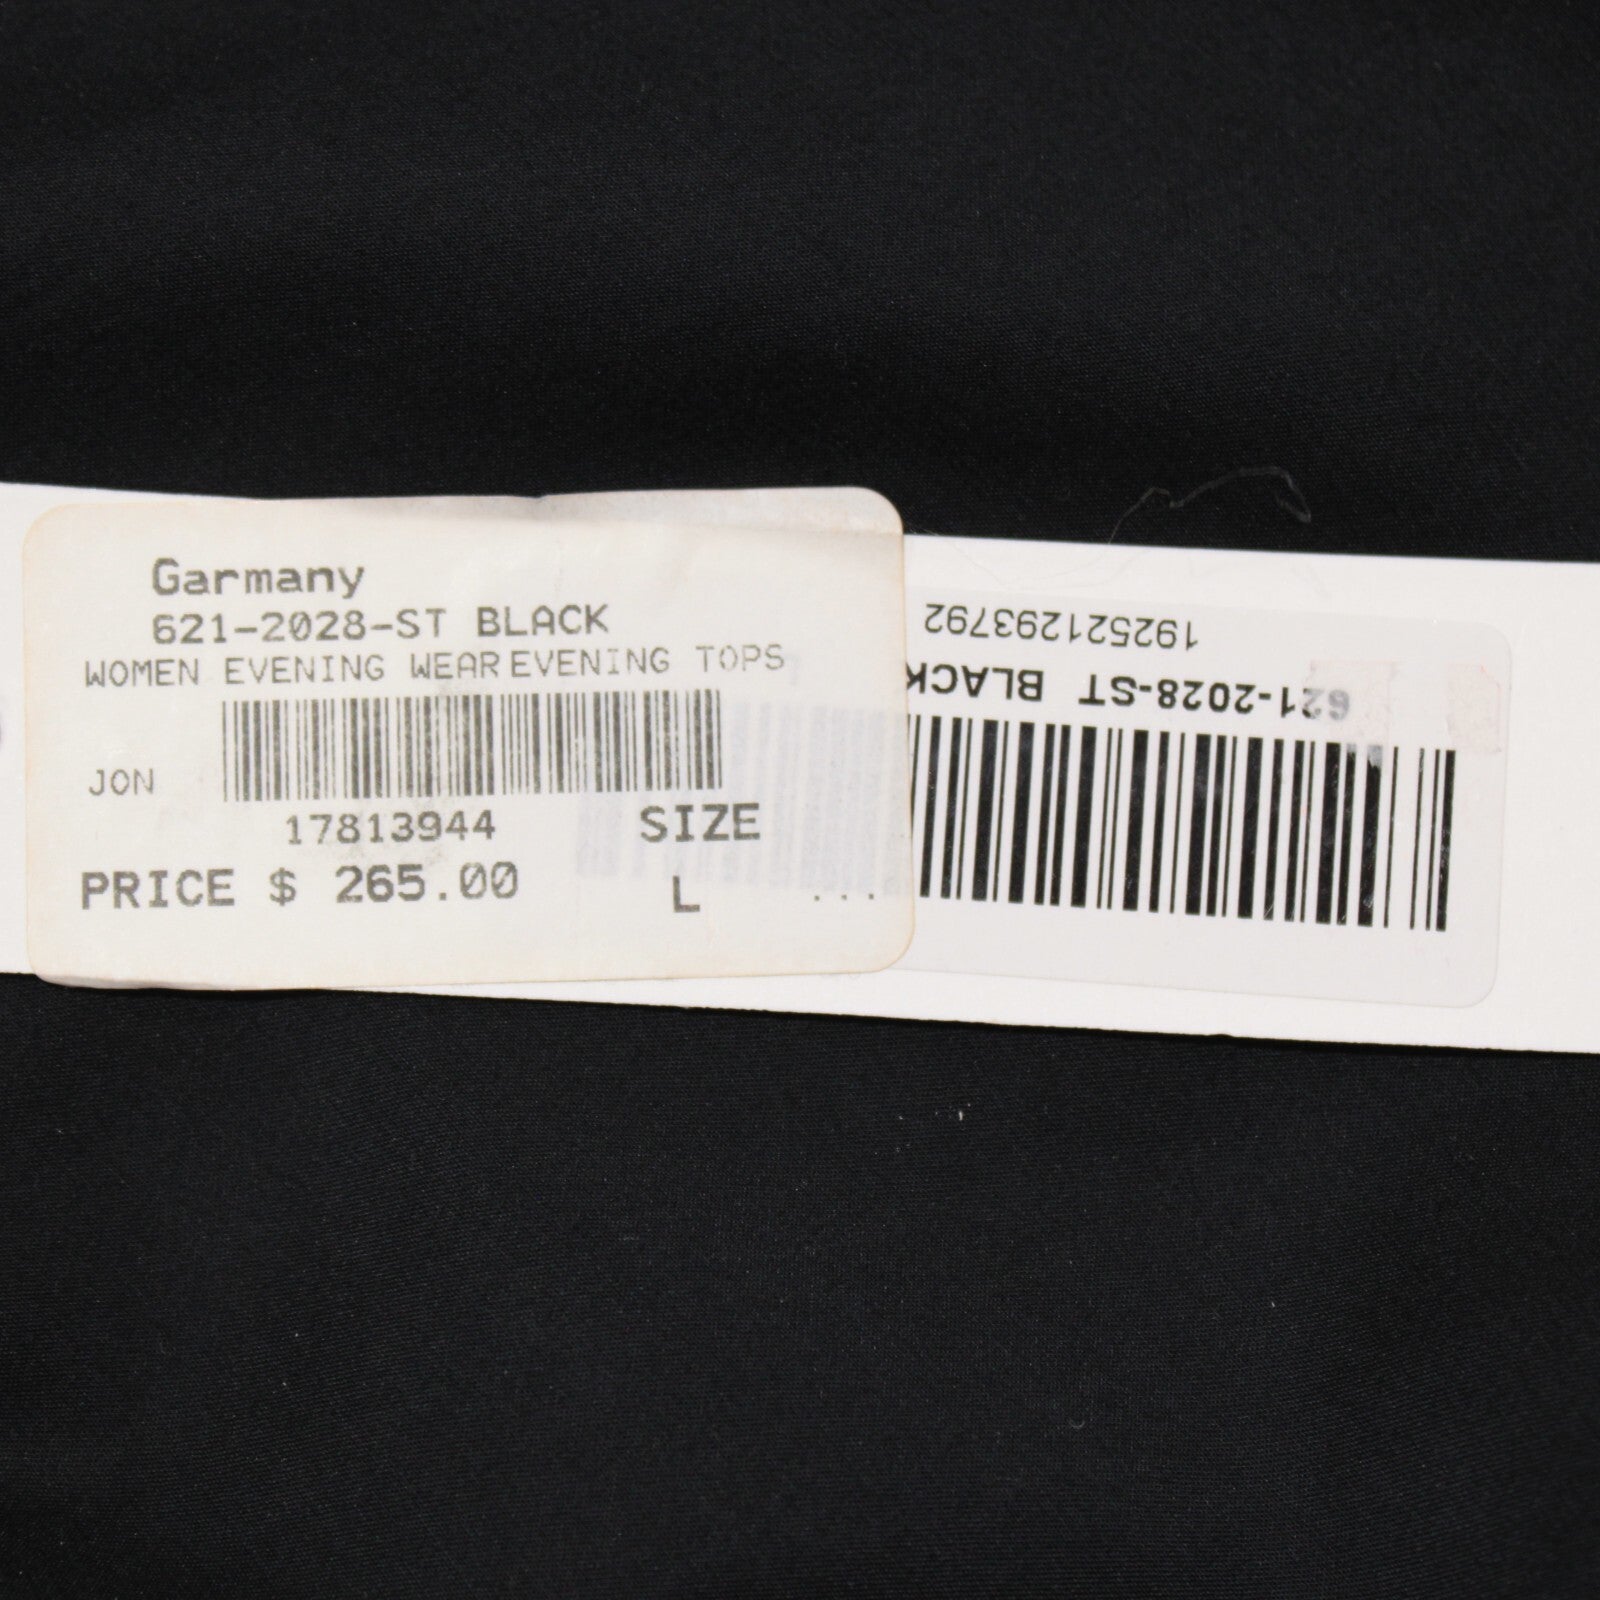 Garmany
621-2028-ST BLACK
WOMEN EVENING WEAR EVENING TOPS
JON
17813944
SIZE
PRICE $ 265.00
L
...
621-2028-ST BLACK
192521293792